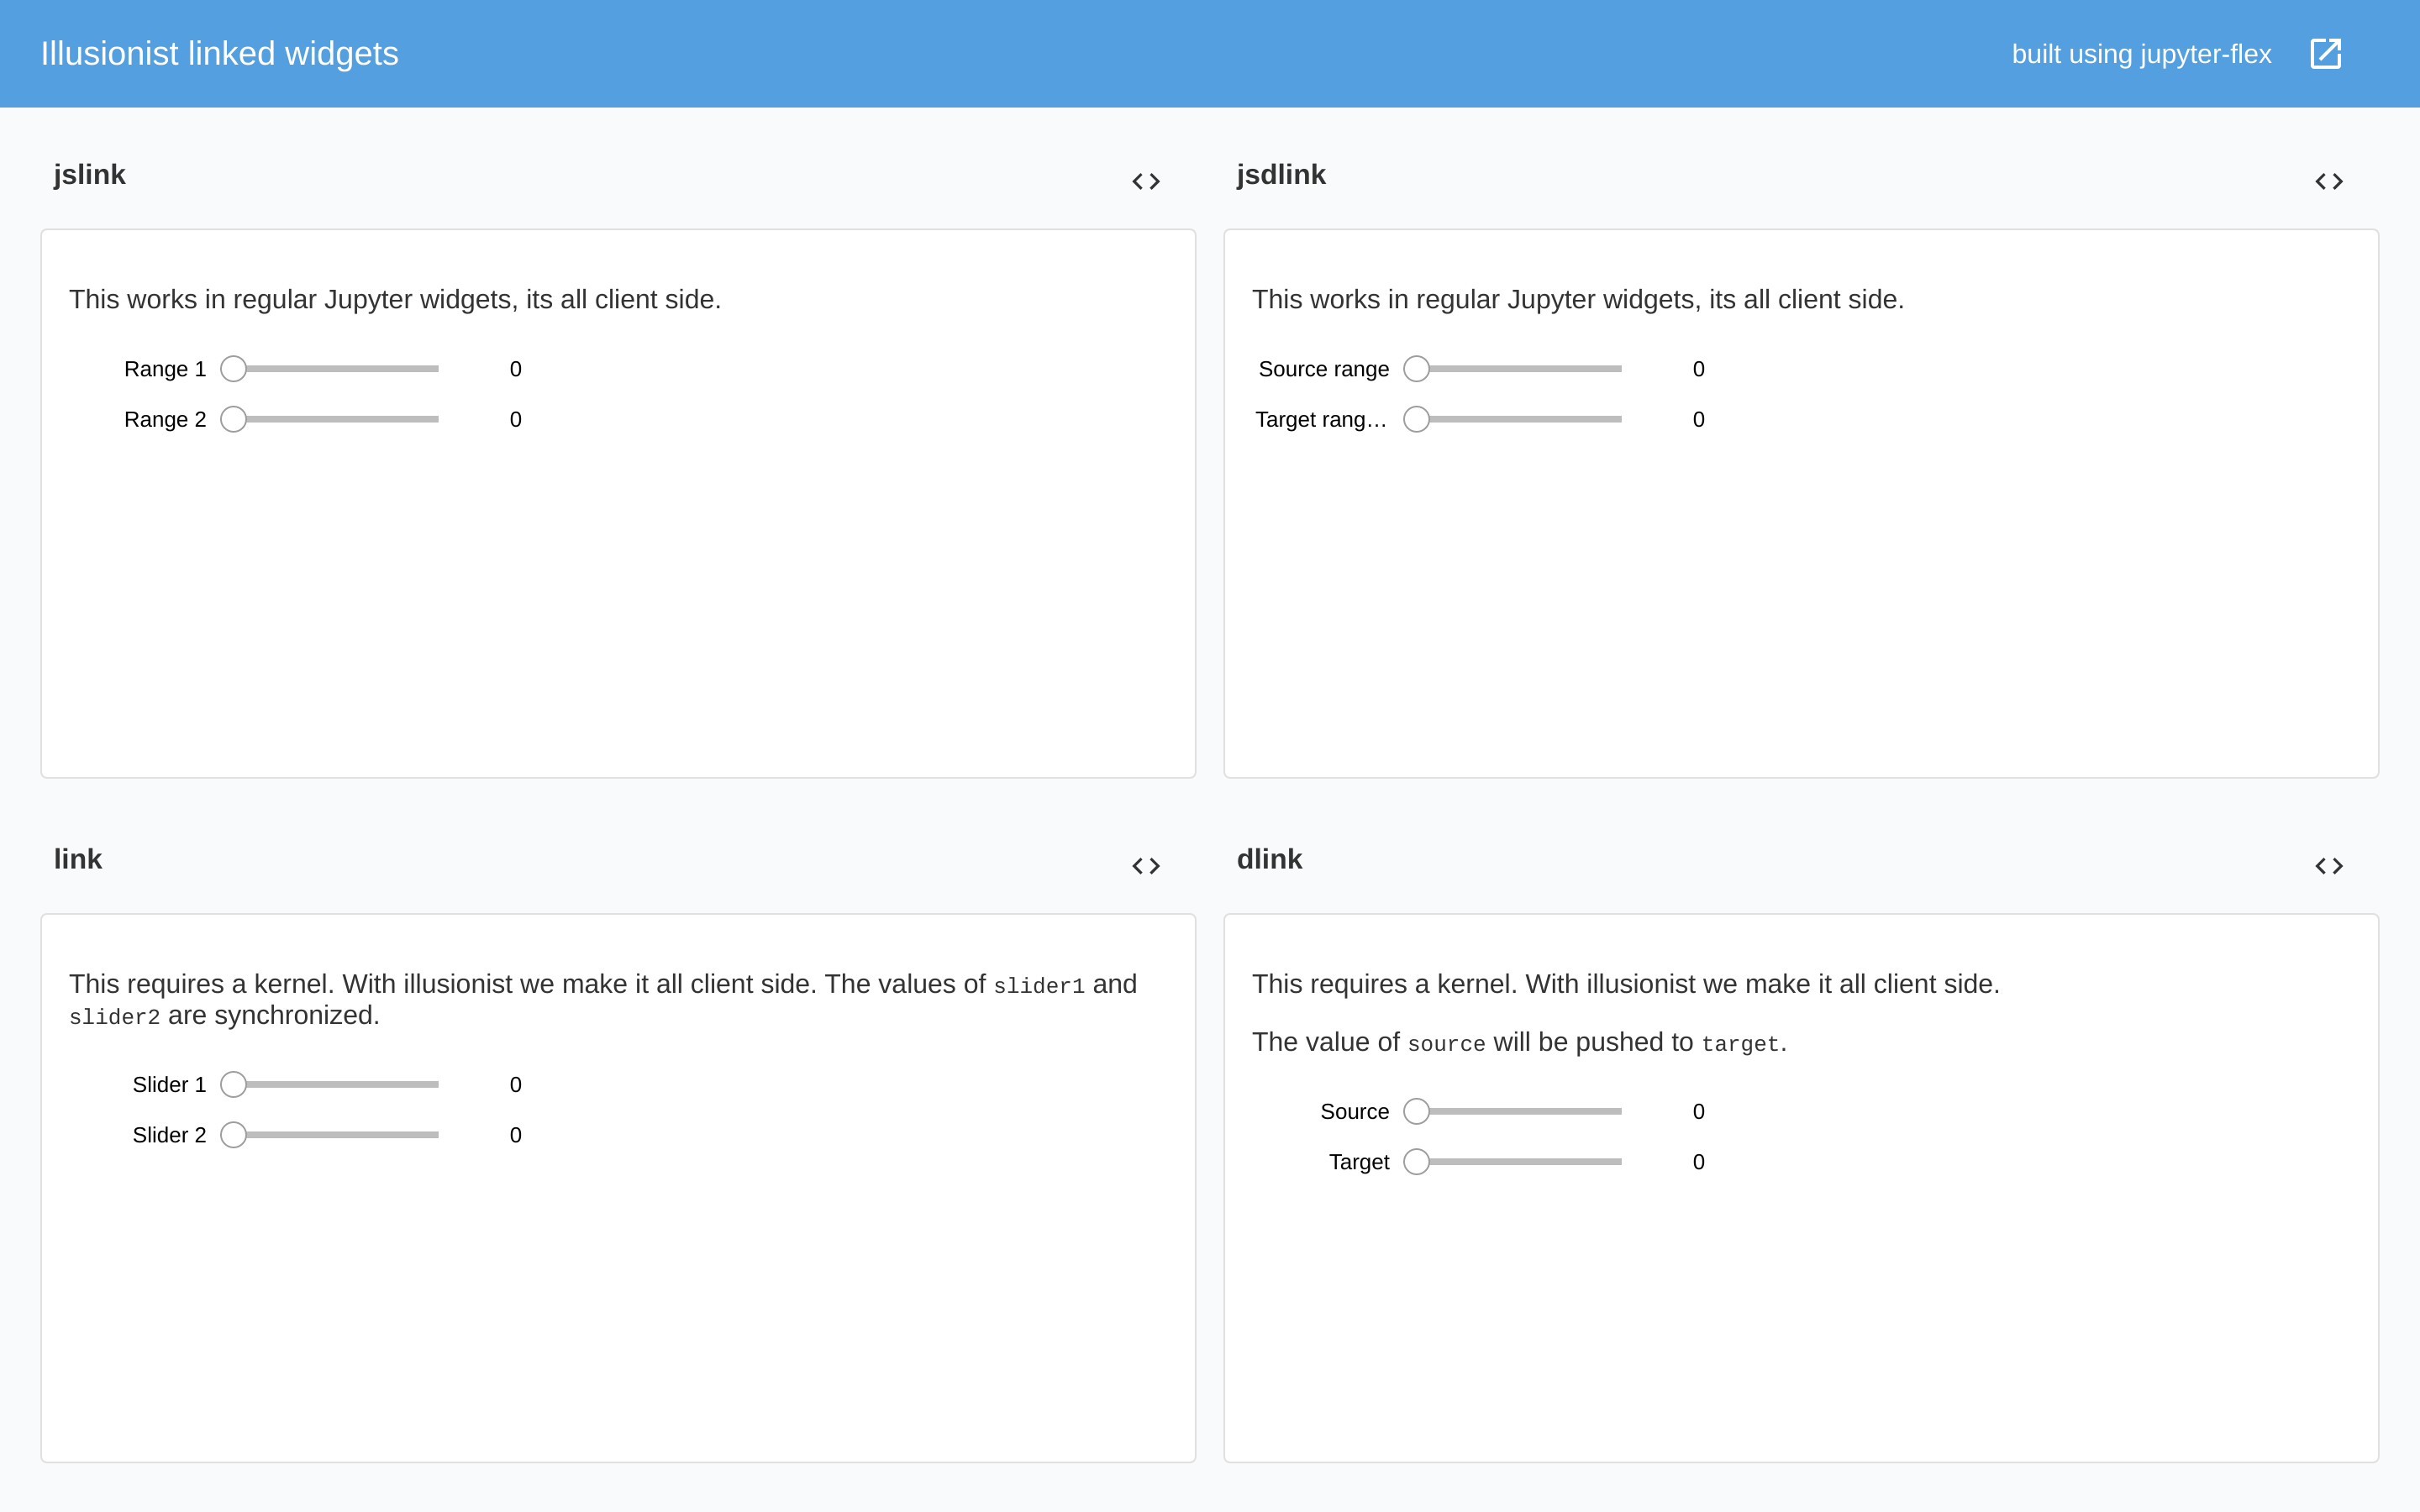 Illusionist linked widgets
built using jupyter-flex
jslink
This works in regular Jupyter widgets, its all client side.
Range 1 0
Range 2 0
jsdlink
This works in regular Jupyter widgets, its all client side.
Source range 0
Target rang… 0
link
This requires a kernel. With illusionist we make it all client side. The values of slider1 and
slider2 are synchronized.
Slider 1 0
Slider 2 0
dlink
This requires a kernel. With illusionist we make it all client side.
The value of source will be pushed to target.
Source 0
Target 0